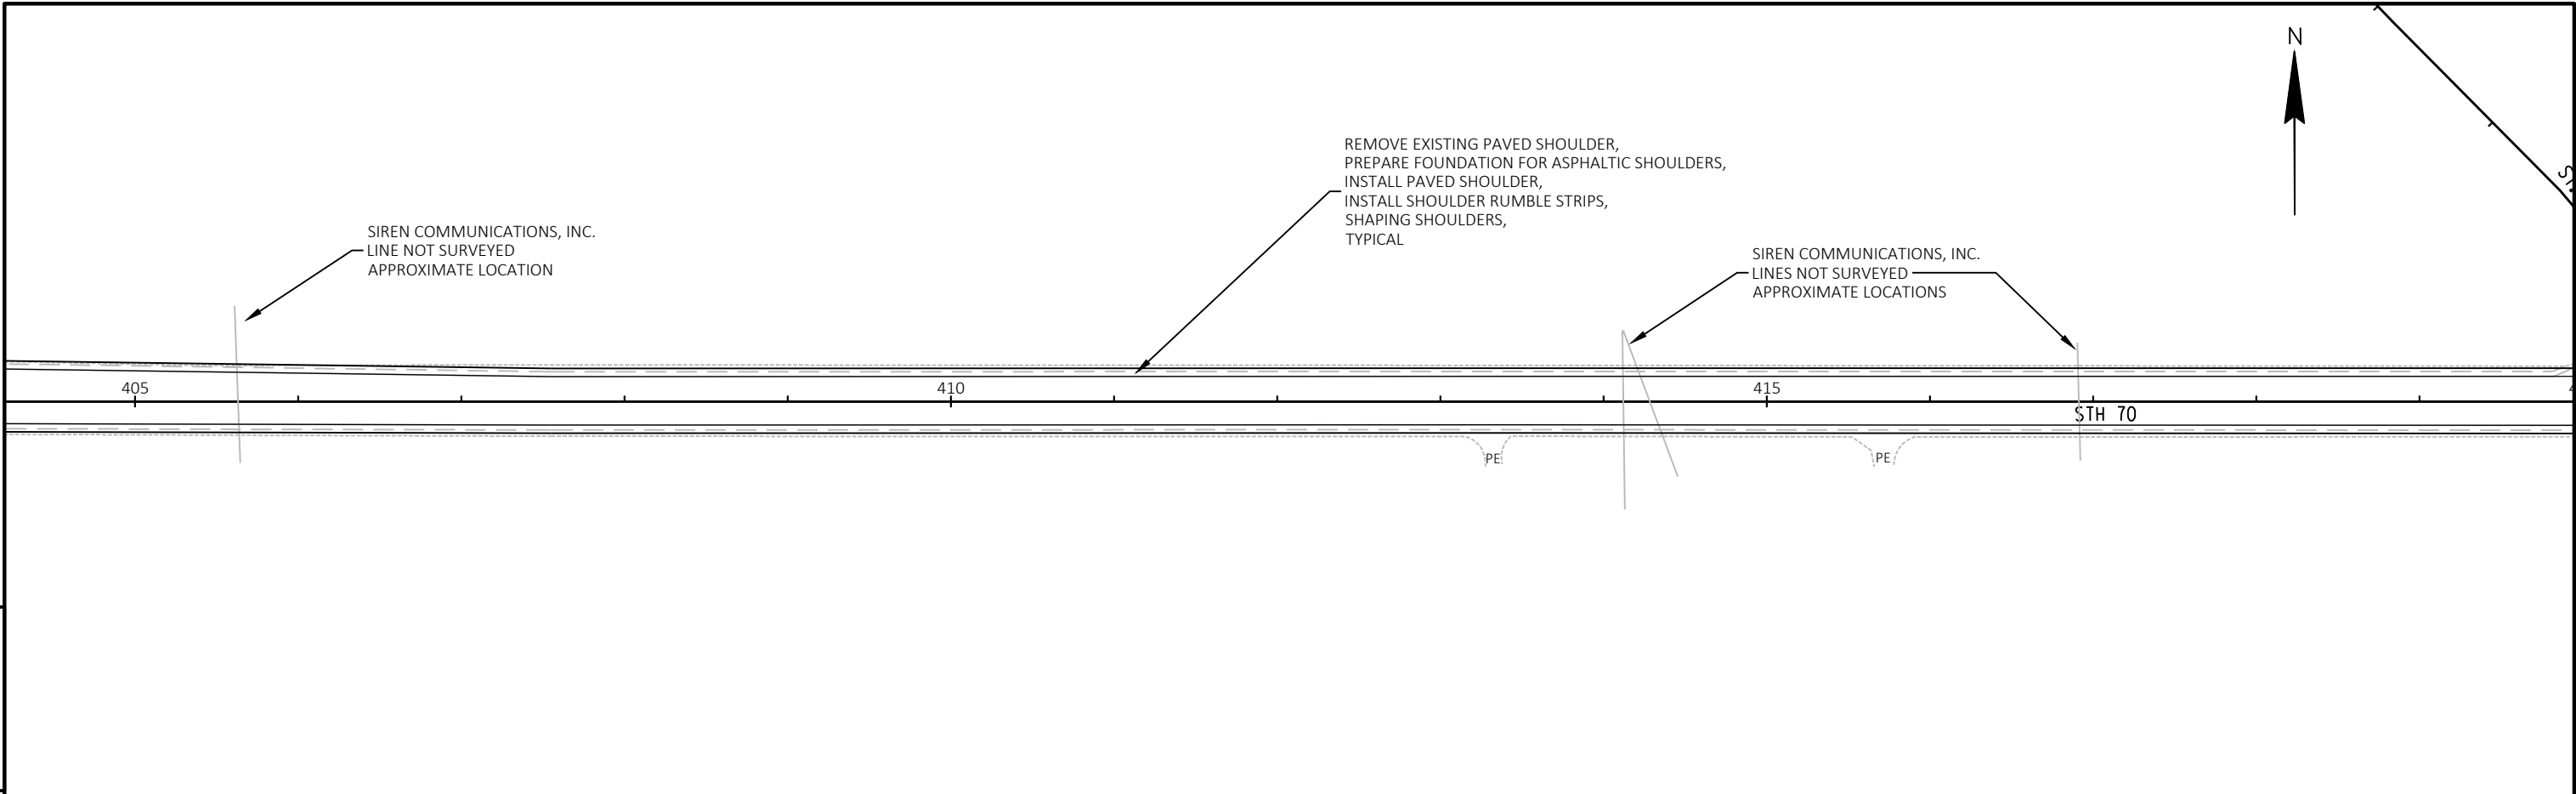 N
REMOVE EXISTING PAVED SHOULDER,
PREPARE FOUNDATION FOR ASPHALTIC SHOULDERS,
INSTALL PAVED SHOULDER,
INSTALL SHOULDER RUMBLE STRIPS,
SHAPING SHOULDERS,
TYPICAL
SIREN COMMUNICATIONS, INC.
LINE NOT SURVEYED
APPROXIMATE LOCATION
SIREN COMMUNICATIONS, INC.
LINES NOT SURVEYED
APPROXIMATE LOCATIONS
405
410
415
STH 70
PE
PE